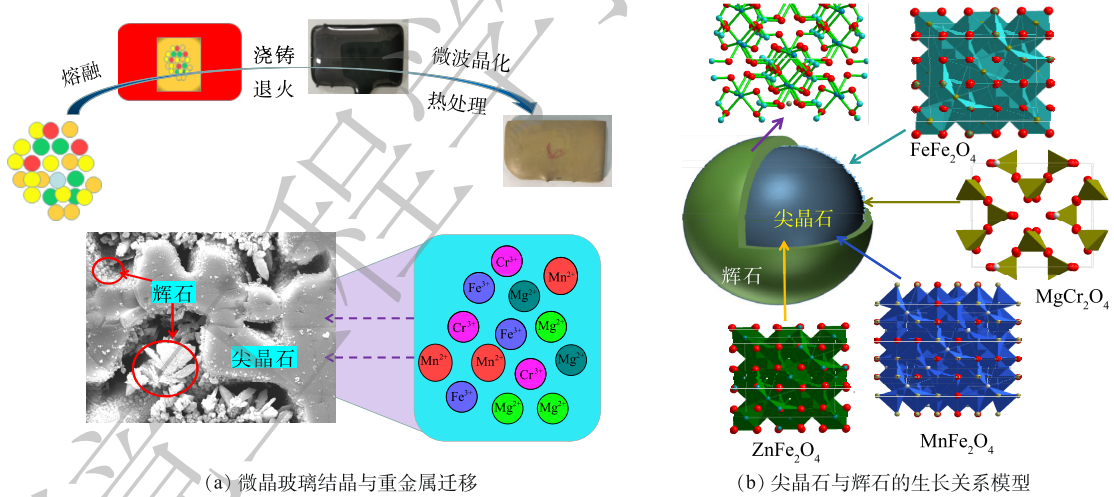 熔融
浇铸
退火
微波晶化
热处理
6
辉石
尖晶石
Cr3+
Mn2+
Fe3+
Mg2+
Cr3+
Fe3+
Mg2+
Mn2+
Mn2+
Cr3+
Mg2+
Fe3+
Mg2+
Mg2+
(a) 微晶玻璃结晶与重金属迁移
FeFe2O4
尖晶石
辉石
MgCr2O4
ZnFe2O4
MnFe2O4
(b) 尖晶石与辉石的生长关系模型